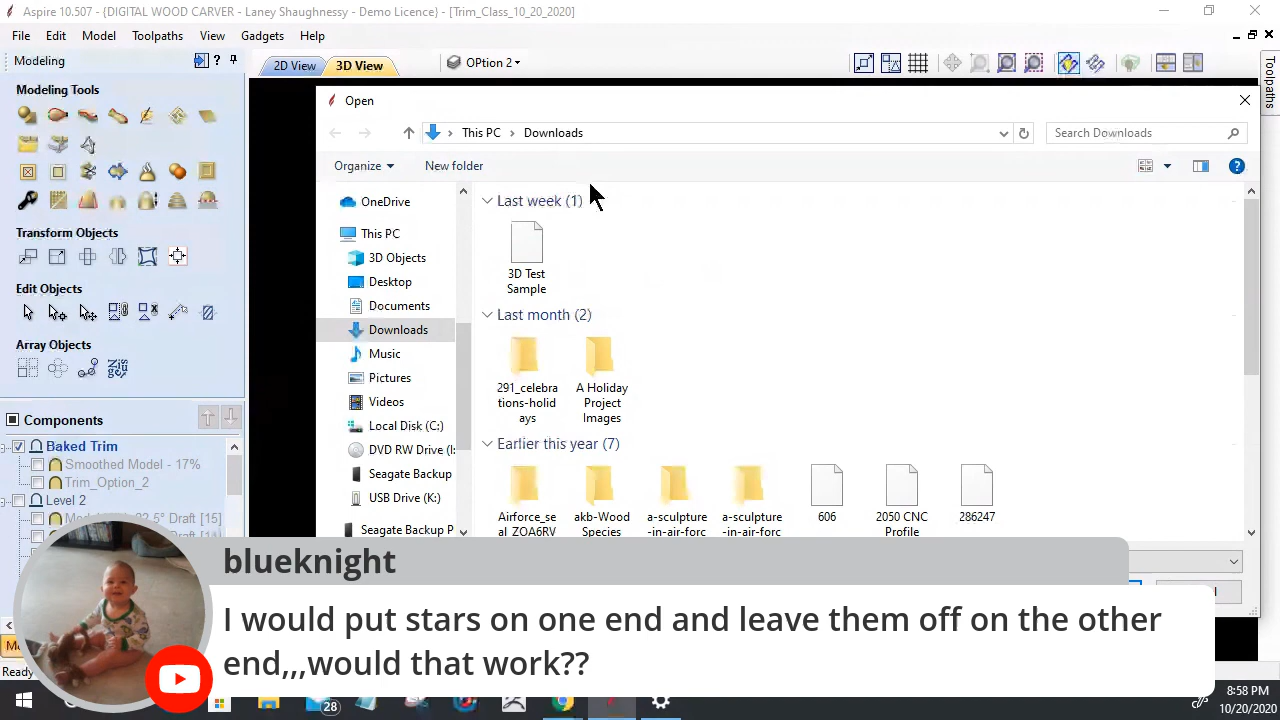 Aspire 10.507 - {DIGITAL WOOD CARVER - Laney Shaughnessy - Demo Licence} - [Trim_Class_10_20_2020]
File Edit Model Toolpaths View Gadgets Help
Modeling
2D View
3D View
Option 2
Toolpaths
Modeling Tools
Transform Objects
Edit Objects
Array Objects
Components
Baked Trim
Smoothed Model - 17%
Trim_Option_2
Level 2
Open
This PC > Downloads
Search Downloads
Organize
New folder
OneDrive
This PC
3D Objects
Desktop
Documents
Downloads
Music
Pictures
Videos
Local Disk (C:)
DVD RW Drive (
Seagate Backup
USB Drive (K:)
Seagate Backup P
Last week (1)
3D Test
Sample
Last month (2)
291_celebra
tions-holid
ays
A Holiday
Project
Images
Earlier this year (7)
Airforce_se
al_ZOA6RV
akb-Wood
Species
a-sculpture
-in-air-forc
a-sculpture
-in-air-forc
606
2050 CNC
Profile
286247
blueknight
I would put stars on one end and leave them off on the other
end,,,would that work??
28
8:58 PM
10/20/2020